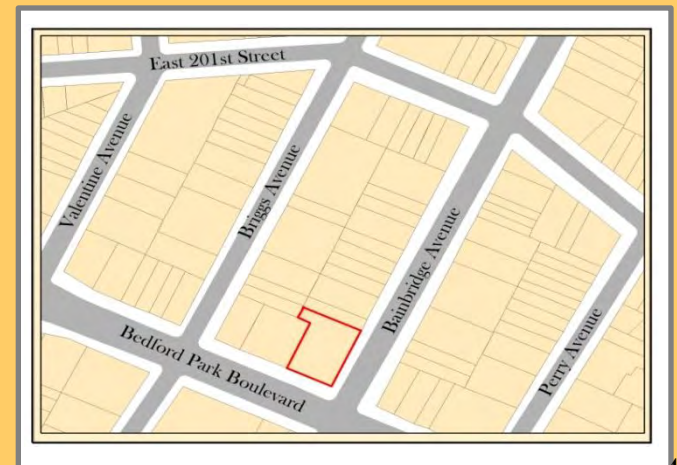 East 201st Street
Valentine Avenue
Briggs Avenue
Bainbridge Avenue
Perry Avenue
Bedford Park Boulevard